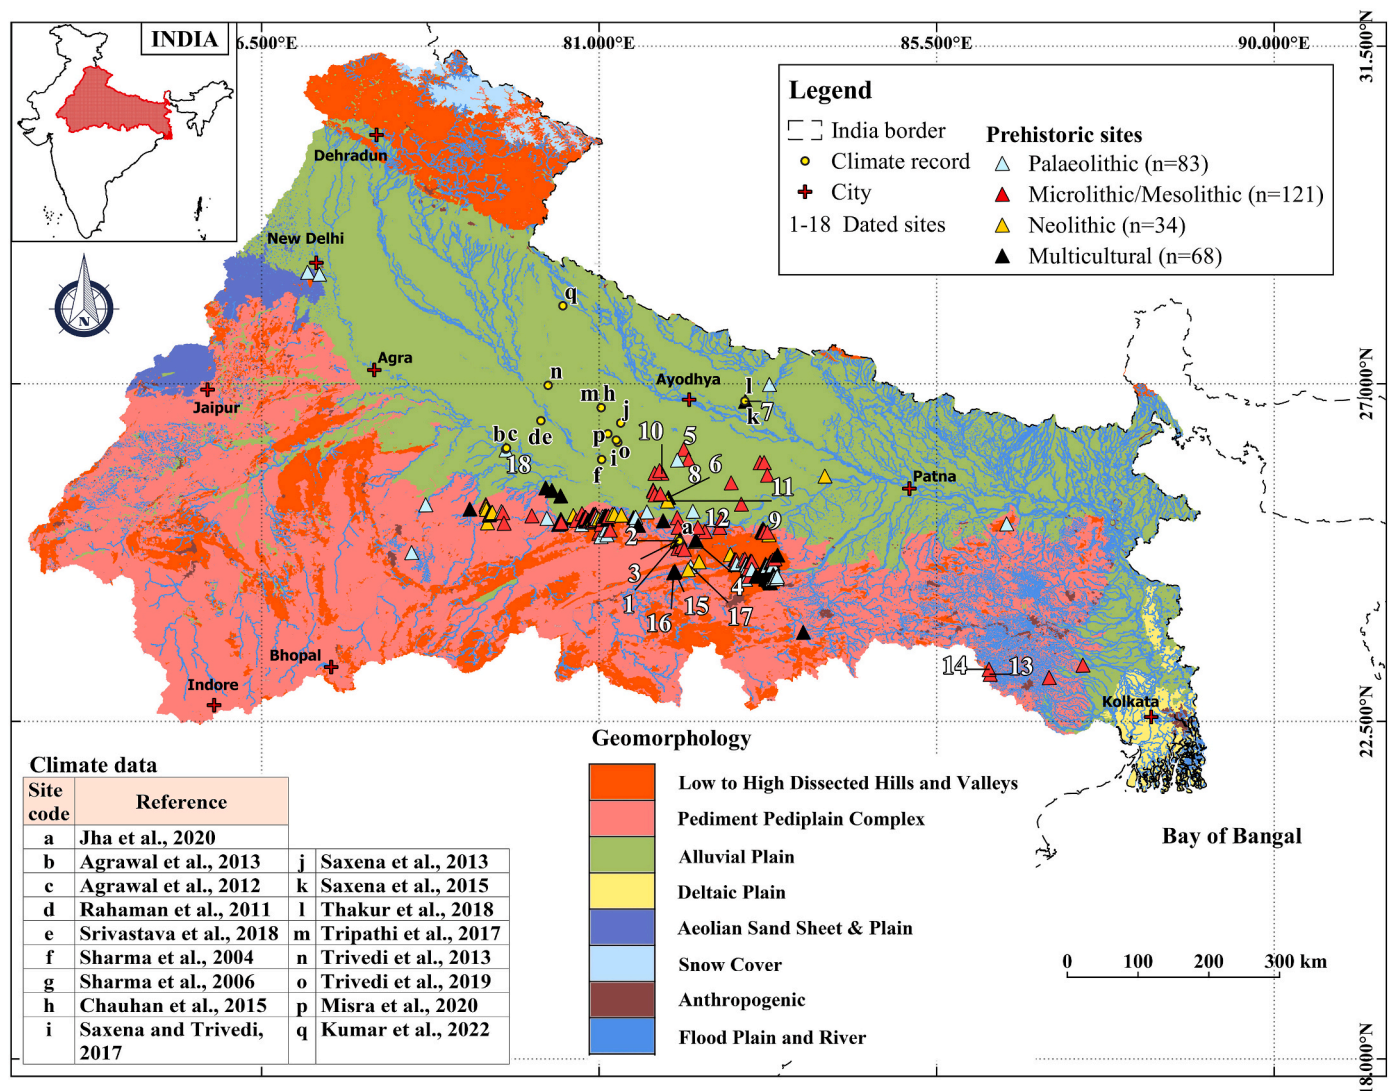 INDIA
6.500°E
81.000°E
85.500°E
90.000°E
31.500°N
27.000°N
22.500°N
18.000°N
Legend
India border
Climate record
City
1-18 Dated sites
Prehistoric sites
Palaeolithic (n=83)
Microlithic/Mesolithic (n=121)
Neolithic (n=34)
Multicultural (n=68)
N
Dehradun
New Delhi
Agra
Jaipur
Ayodhya
Patna
Bhopal
Indore
Kolkata
q
n
m h
j
p
i
o
f
d e
b c
18
l
7
k
10
5
8
6
11
12
9
a
2
3
1
16
15
4
17
14
13
Bay of Bangal
Climate data
Site code Reference
a Jha et al., 2020
b Agrawal et al., 2013 j Saxena et al., 2013
c Agrawal et al., 2012 k Saxena et al., 2015
d Rahaman et al., 2011 l Thakur et al., 2018
e Srivastava et al., 2018 m Tripathi et al., 2017
f Sharma et al., 2004 n Trivedi et al., 2013
g Sharma et al., 2006 o Trivedi et al., 2019
h Chauhan et al., 2015 p Misra et al., 2020
i Saxena and Trivedi, 2017 q Kumar et al., 2022
Geomorphology
Low to High Dissected Hills and Valleys
Pediment Pediplain Complex
Alluvial Plain
Deltaic Plain
Aeolian Sand Sheet & Plain
Snow Cover
Anthropogenic
Flood Plain and River
0 100 200 300 km